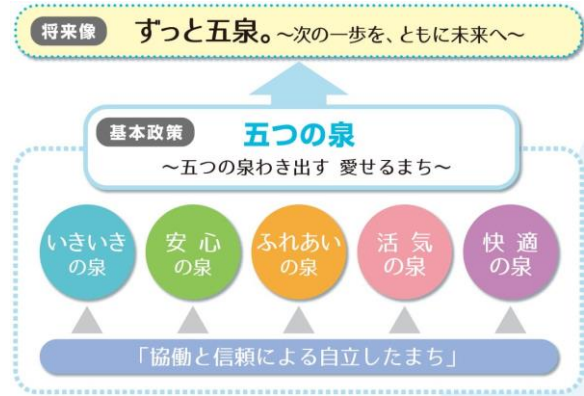 将来像 ずっと五泉。~次の一歩を、ともに未来へ~
基本政策 五つの泉
~五つの泉わき出す 愛せるまち~
いきいき
の泉
安心
の泉
ふれあい
の泉
活気
の泉
快適
の泉
「協働と信頼による自立したまち」